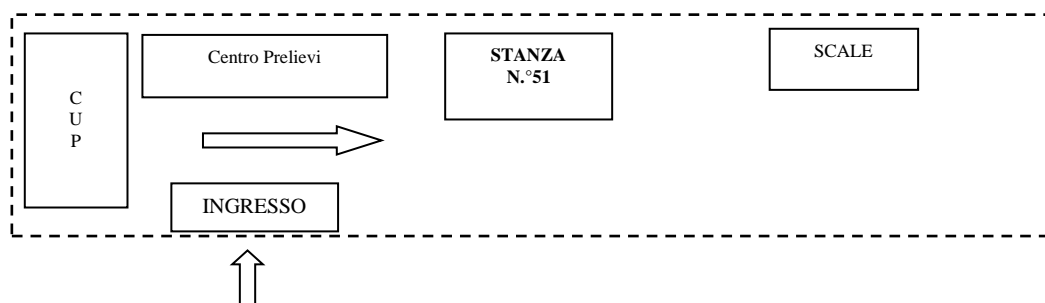 C
U
P
Centro Prelievi
STANZA
N.°51
SCALE
INGRESSO